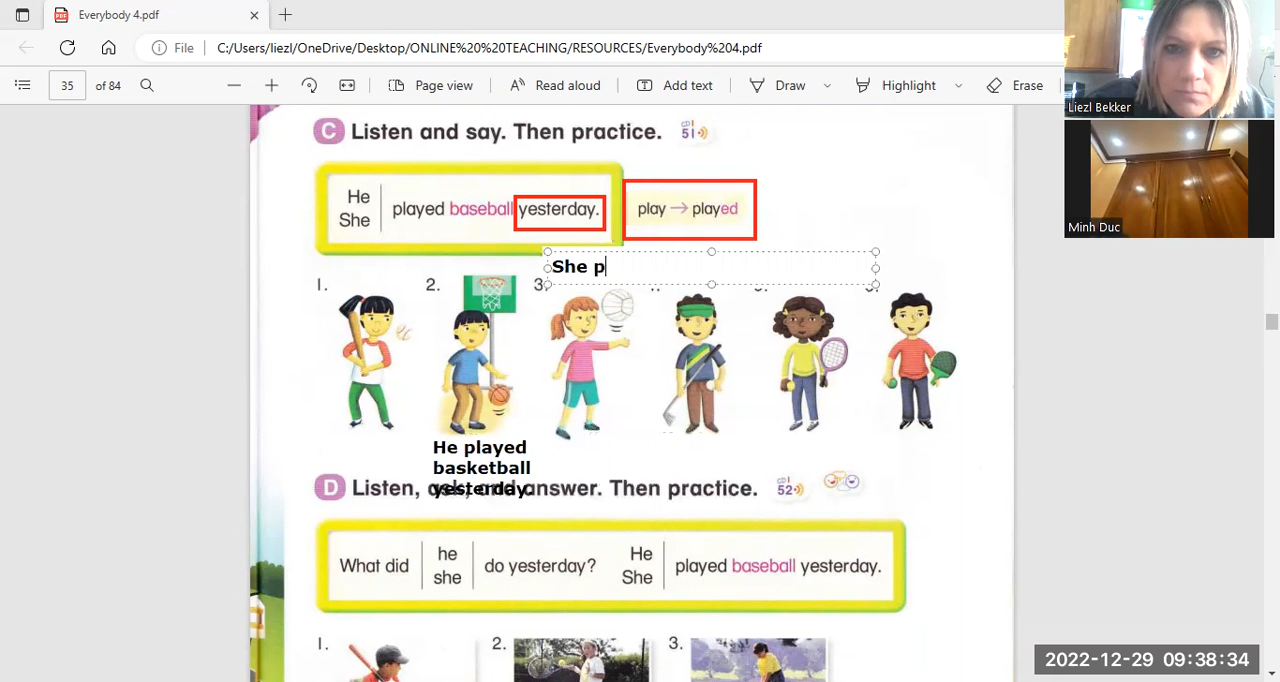 Everybody 4.pdf
File
C:/Users/liezl/OneDrive/Desktop/ONLINE%20%20TEACHING/RESOURCES/Everybody%204.pdf
35 of 84
Page view
Read aloud
Add text
Draw
Highlight
Erase
Liezl Bekker
Minh Duc
C Listen and say. Then practice. CD1 51
He
She
played baseball yesterday.
play → played
She p
1.
2.
3.
He played
basketball
yesterday.
D Listen, ask, and answer. Then practice. CD1 52
What did
he
she
do yesterday?
He
She
played baseball yesterday.
1.
2.
3.
2022-12-29 09:38:34